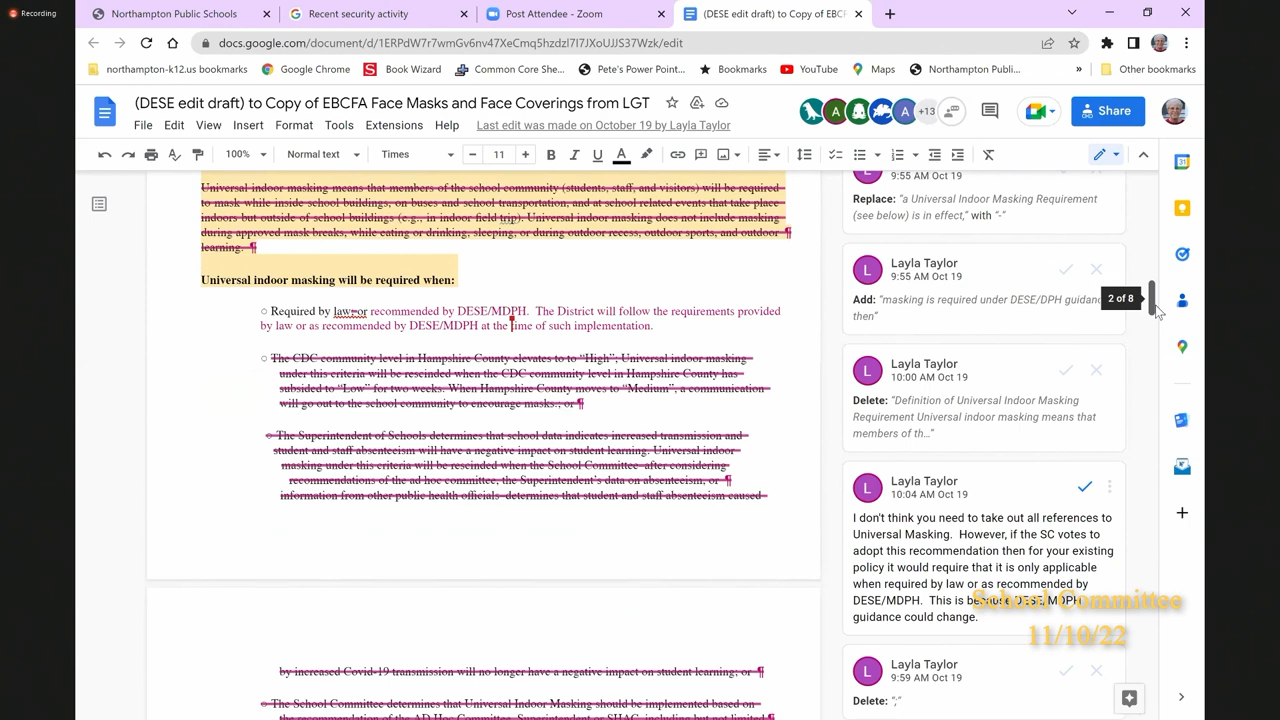 Recording
Northampton Public Schools
Recent security activity
Post Attendee - Zoom
(DESE edit draft) to Copy of EBCF
docs.google.com/document/d/1ERPdW7r7wmGv6nv47XeCmq5hzdzl7I7JXoUJJS37Wzk/edit
northampton-k12.us bookmarks
Google Chrome
Book Wizard
Common Core She...
Pete's Power Point...
Bookmarks
YouTube
Maps
Northampton Publi...
»
Other bookmarks
(DESE edit draft) to Copy of EBCFA Face Masks and Face Coverings from LGT
File Edit View Insert Format Tools Extensions Help Last edit was made on October 19 by Layla Taylor
A A +13
Share
100% Normal text Times 11 B I U A
Universal indoor masking means that members of the school community (students, staff, and visitors) will be required
to mask while inside school buildings, on buses and school transportation, and at school related events that take place
indoors but outside of school buildings (e.g., in indoor field trip). Universal indoor masking does not include masking
during approved mask breaks, while eating or drinking, sleeping, or during outdoor recess, outdoor sports, and outdoor ¶
learning. ¶
Universal indoor masking will be required when:
○ Required by law; or recommended by DESE/MDPH. The District will follow the requirements provided
by law or as recommended by DESE/MDPH at the time of such implementation.
○ The CDC community level in Hampshire County elevates to to “High”; Universal indoor masking
under this criteria will be rescinded when the CDC community level in Hampshire County has
subsided to “Low” for two weeks. When Hampshire County moves to “Medium”, a communication
will go out to the school community to encourage masks.; or ¶
○ The Superintendent of Schools determines that school data indicates increased transmission and
student and staff absenteeism will have a negative impact on student learning. Universal indoor
masking under this criteria will be rescinded when the School Committee after considering
recommendations of the ad hoc committee, the Superintendent's data on absenteeism, or ¶
information from other public health officials determines that student and staff absenteeism caused
by increased Covid-19 transmission will no longer have a negative impact on student learning; or ¶
○ The School Committee determines that Universal Indoor Masking should be implemented based on
the recommendation of the AD Hoc Committee, Superintendent or SHAC, including but not limited ¶
9:55 AM Oct 19
Replace: "a Universal Indoor Masking Requirement
(see below) is in effect," with "-"
L
Layla Taylor
9:55 AM Oct 19
Add: "masking is required under DESE/DPH guidanc
then"
2 of 8
L
Layla Taylor
10:00 AM Oct 19
Delete: "Definition of Universal Indoor Masking
Requirement Universal indoor masking means that
members of th…"
L
Layla Taylor
10:04 AM Oct 19
I don't think you need to take out all references to
Universal Masking. However, if the SC votes to
adopt this recommendation then for your existing
policy it would require that it is only applicable
when required by law or as recommended by
DESE/MDPH. This is because DESE/MDPH
guidance could change.
School Committee
11/10/22
L
Layla Taylor
9:59 AM Oct 19
Delete: ","